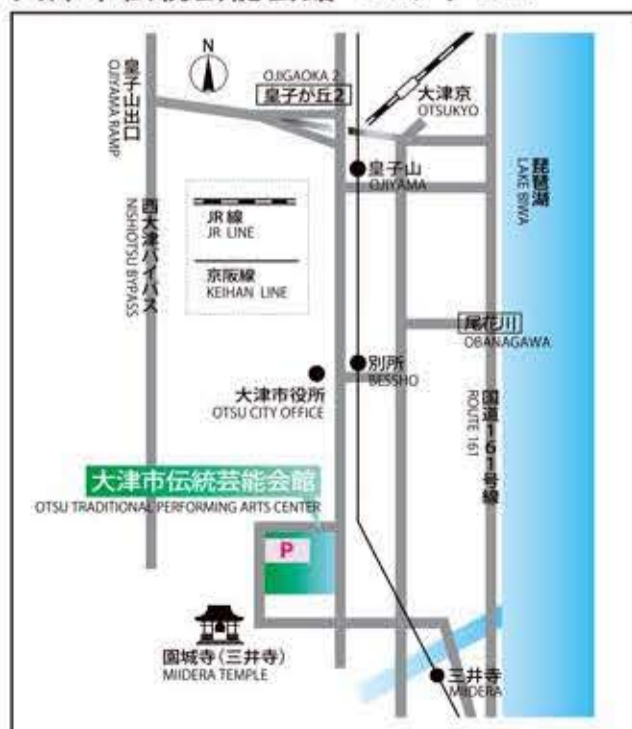 N
皇子山出口
OJIYAMA RAMP
OJIGAOKA 2
皇子が丘2
大津京
OTSUKYO
皇子山
OJIYAMA
琵琶湖
LAKE BIWA
JR線
JR LINE
京阪線
KEIHAN LINE
西大津バイパス
NISHIOTSU BYPASS
尾花川
OBANAGAWA
別所
BESSHO
大津市役所
OTSU CITY OFFICE
国道161号線
ROUTE 161
大津市伝統芸能会館
OTSU TRADITIONAL PERFORMING ARTS CENTER
P
園城寺(三井寺)
MIIDERA TEMPLE
三井寺
MIIDERA